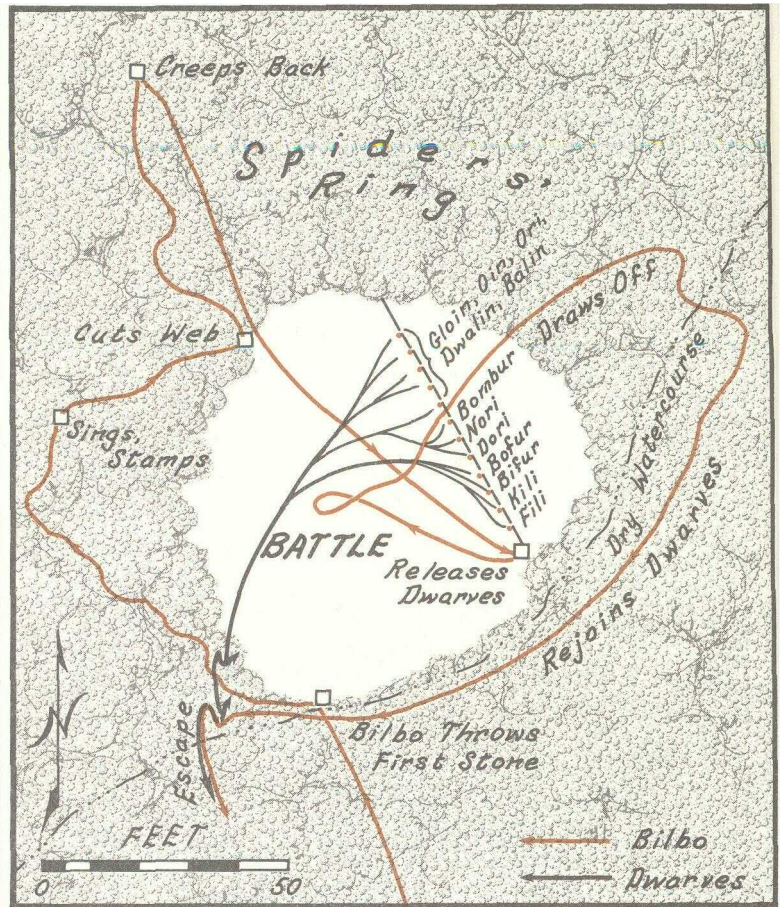 Creeps Back
Spiders,
Ring
Gloin, Oin, Ori,
Dwalin, Balin
Draws Off
Cuts Web
Bombur
Nori
Dori
Bofur
Bifur
Kili
Fili
Dry Watercourse
Sings,
Stamps
BATTLE
Releases
Dwarves
Rejoins Dwarves
Bilbo Throws
First Stone
Escape
N
FEET
0 50
Bilbo
Dwarves